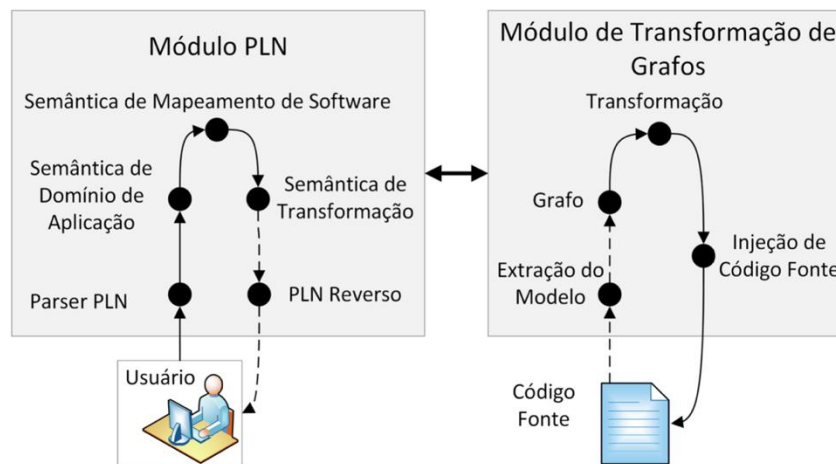 Módulo PLN
Semântica de Mapeamento de Software
Semântica de
Domínio de
Aplicação
Semântica de
Transformação
Parser PLN
PLN Reverso
Usuário
Módulo de Transformação de
Grafos
Transformação
Grafo
Injeção de
Código Fonte
Extração do
Modelo
Código
Fonte